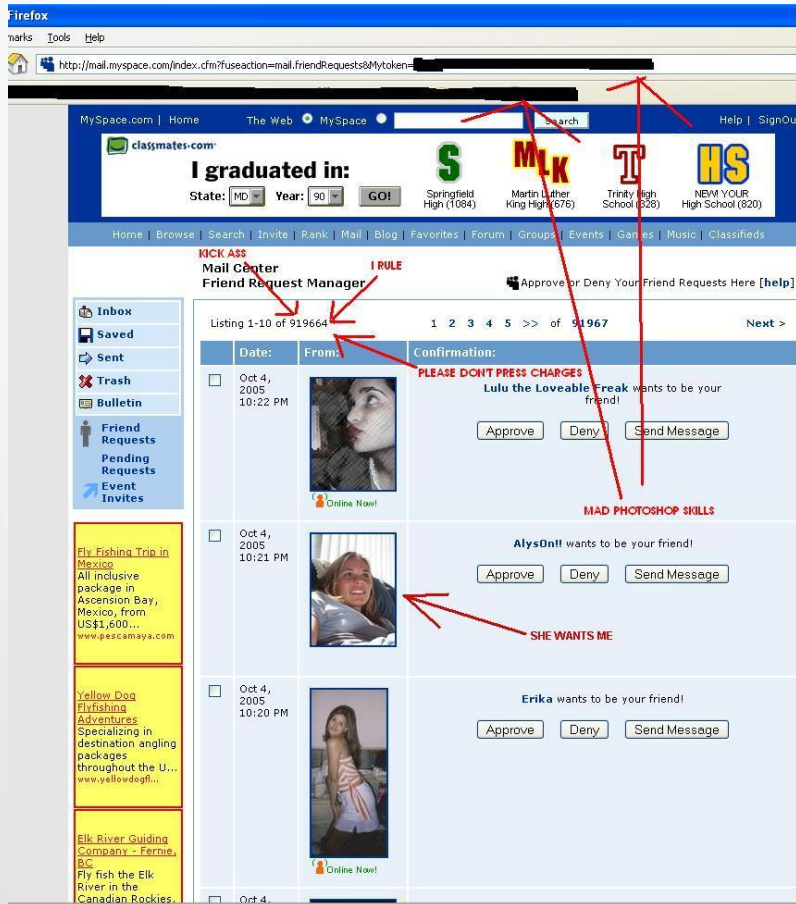 Firefox
marks Tools Help
http://mail.myspace.com/index.cfm?fuseaction=mail.friendRequests&Mytoken=
MySpace.com | Home The Web MySpace Search Help | SignOu
classmates.com
I graduated in:
State: MD Year: 90 GO!
S
Springfield High (1084)
MLK
Martin Luther King High (676)
T
Trinity High School (328)
HS
NEW! YOUR High School (820)
Home | Browse | Search | Invite | Rank | Mail | Blog | Favorites | Forum | Groups | Events | Games | Music | Classifieds
KICK ASS
I RULE
Mail Center
Friend Request Manager
Approve or Deny Your Friend Requests Here [help]
Inbox
Saved
Sent
Trash
Bulletin
Friend
Requests
Pending
Requests
Event
Invites
Listing 1-10 of 919664
1 2 3 4 5 >> of 91967
Next >
Date: From: Confirmation:
PLEASE DON'T PRESS CHARGES
Oct 4,
2005
10:22 PM
Online Now!
Lulu the Loveable Freak wants to be your
friend!
Approve Deny Send Message
MAD PHOTOSHOP SKILLS
Oct 4,
2005
10:21 PM
AlysOn!! wants to be your friend!
Approve Deny Send Message
SHE WANTS ME
Oct 4,
2005
10:20 PM
Online Now!
Erika wants to be your friend!
Approve Deny Send Message
Oct 4,
Fly Fishing Trip in
Mexico
All inclusive
package in
Ascension Bay,
Mexico, from
US$1,600...
www.pescamaya.com
Yellow Dog
Flyfishing
Adventures
Specializing in
destination angling
packages
throughout the U...
www.yellowdogfl...
Elk River Guiding
Company - Fernie,
BC
Fly fish the Elk
River in the
Canadian Rockies.